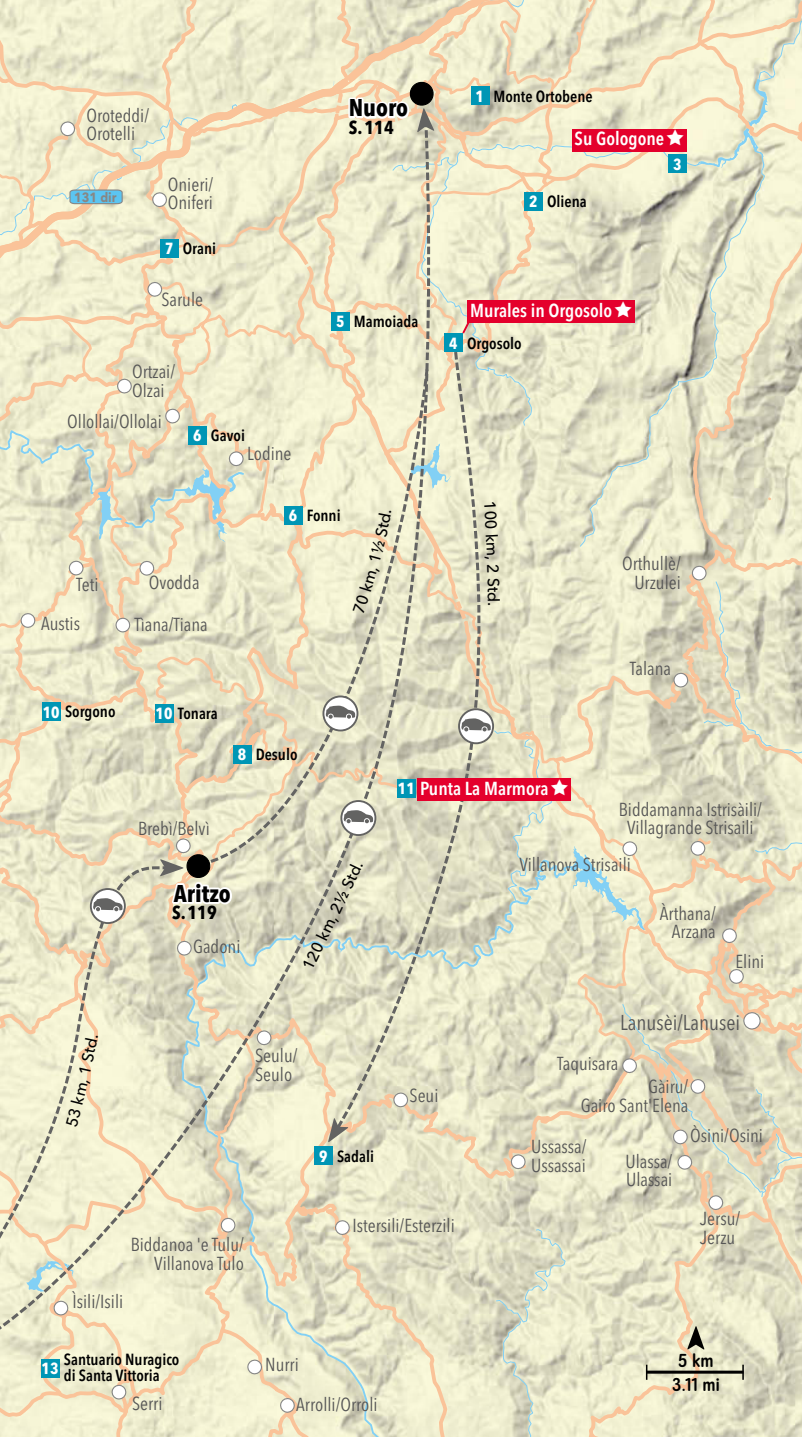 1 Monte Ortobene
Nuoro
S. 114
Oroteddi/
Orotelli
Su Gologone
3
Onieri/
Oniferi
131 dir
2 Oliena
7 Orani
Sarule
Murales in Orgosolo
5 Mamoiada
4 Orgosolo
Ortzai/
Olzai
Ollollai/Ollolai
6 Gavoi
Lodine
6 Fonni
70 km, 1½ Std.
100 km, 2 Std.
Orthullè/
Urzulei
Teti
Ovodda
Austis
Tiana/Tiana
Talana
10 Sorgono
10 Tonara
8 Desulo
11 Punta La Marmora
Biddamanna Istrisàili/
Villagrande Strisaili
Brebì/Belvì
Villanova Strisaili
Aritzo
S. 119
Àrthana/
Arzana
Gadoni
120 km, 2½ Std.
Elini
Lanusèi/Lanusei
53 km, 1 Std.
Seulu/
Seulo
Taquisara
Seui
Gàiru/
Gairo Sant'Elena
Òsini/Osini
9 Sadali
Ussassa/
Ussassai
Ulassa/
Ulassai
Jersu/
Jerzu
Istersili/Esterzili
Biddanoa 'e Tulu/
Villanova Tulo
Ìsili/Isili
13 Santuario Nuragico
di Santa Vittoria
Nurri
Serri
Arrolli/Orroli
5 km
3.11 mi